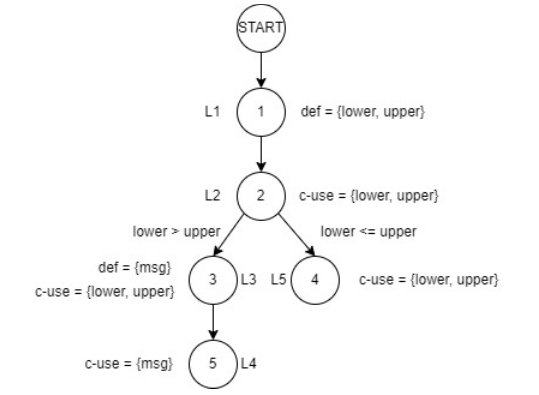 START
L1 1 def = {lower, upper}
L2 2 c-use = {lower, upper}
lower > upper lower <= upper
def = {msg}
c-use = {lower, upper} 3 L3 L5 4 c-use = {lower, upper}
c-use = {msg} 5 L4